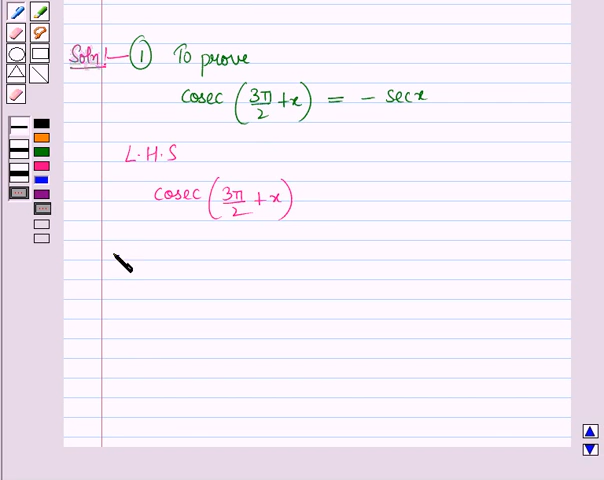 Soln:- ① To prove
cosec (3π/2 + x) = - sec x
L.H.S
cosec (3π/2 + x)